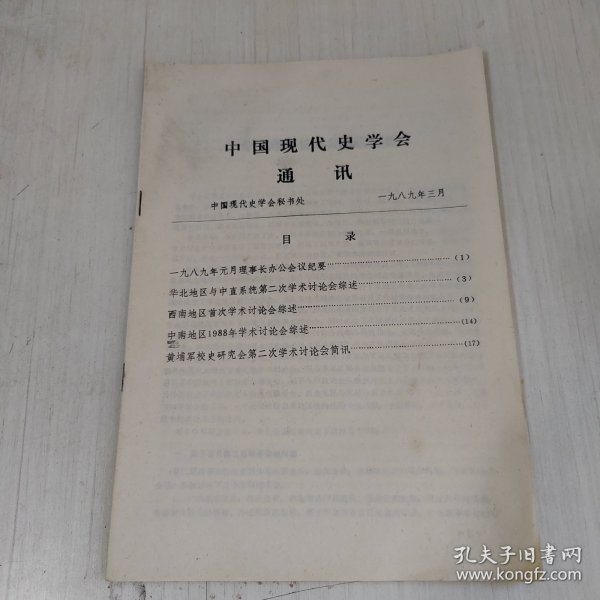 中国现代史学会
通讯
中国现代史学会秘书处 一九八九年三月
目录
一九八九年元月理事长办公会议纪要……………………(1)
华北地区与中直系统第二次学术讨论会综述……………(3)
西南地区首次学术讨论会综述……………………………(9)
中南地区1988年学术讨论会综述…………………………(14)
黄埔军校史研究会第二次学术讨论会简讯………………(17)
孔夫子旧书网
www.kongfz.com